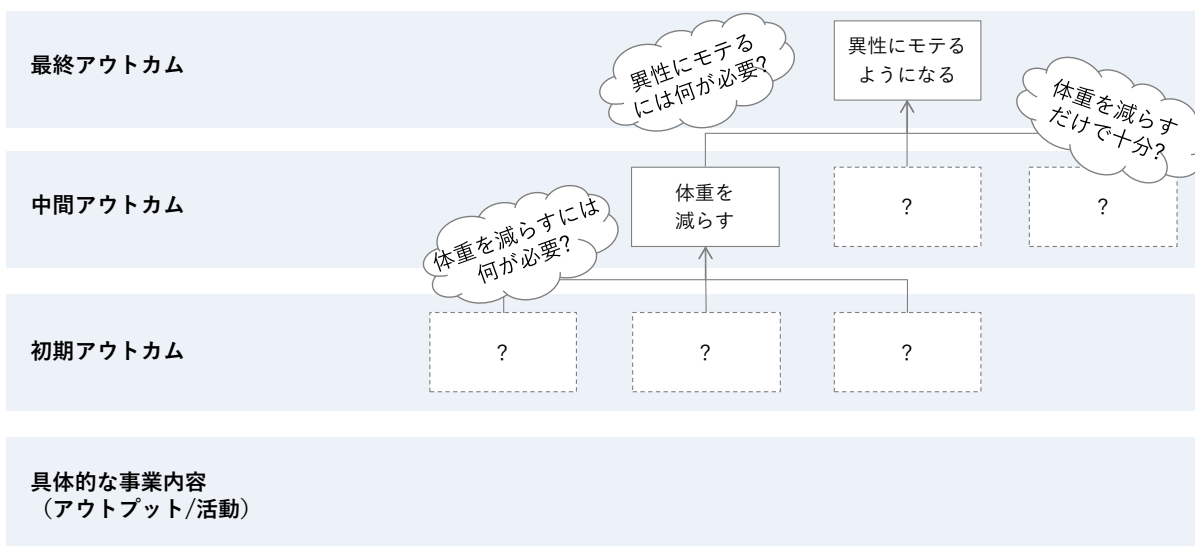 最終アウトカム
異性にモテる
には何が必要?
異性にモテる
ようになる
体重を減らす
だけで十分?
中間アウトカム
体重を
減らす
?
?
体重を減らすには
何が必要?
初期アウトカム
?
?
?
具体的な事業内容
（アウトプット/活動）